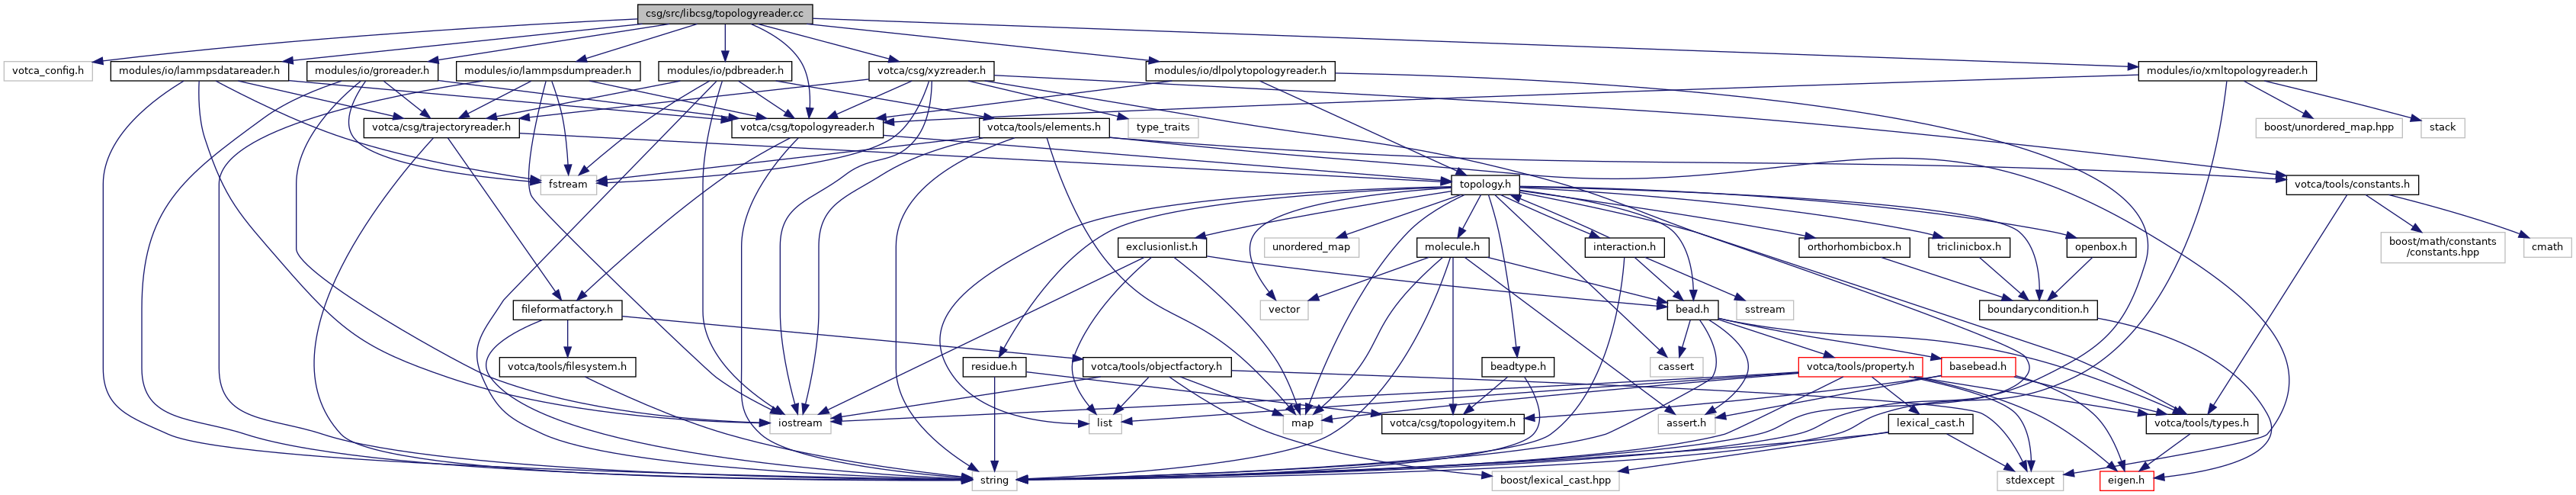 csg/src/libcsg/topologyreader.cc
votca_config.h
modules/io/lammpsdatareader.h
modules/io/groreader.h
modules/io/lammpsdumpreader.h
modules/io/pdbreader.h
votca/csg/xyzreader.h
modules/io/dlpolytopologyreader.h
modules/io/xmltopologyreader.h
votca/csg/trajectoryreader.h
votca/csg/topologyreader.h
votca/tools/elements.h
type_traits
boost/unordered_map.hpp
stack
fstream
topology.h
votca/tools/constants.h
exclusionlist.h
unordered_map
molecule.h
interaction.h
orthorhombicbox.h
triclinicbox.h
openbox.h
boost/math/constants
/constants.hpp
cmath
fileformatfactory.h
vector
bead.h
sstream
boundarycondition.h
votca/tools/filesystem.h
residue.h
votca/tools/objectfactory.h
beadtype.h
cassert
votca/tools/property.h
basebead.h
iostream
list
map
votca/csg/topologyitem.h
assert.h
lexical_cast.h
votca/tools/types.h
string
boost/lexical_cast.hpp
stdexcept
eigen.h